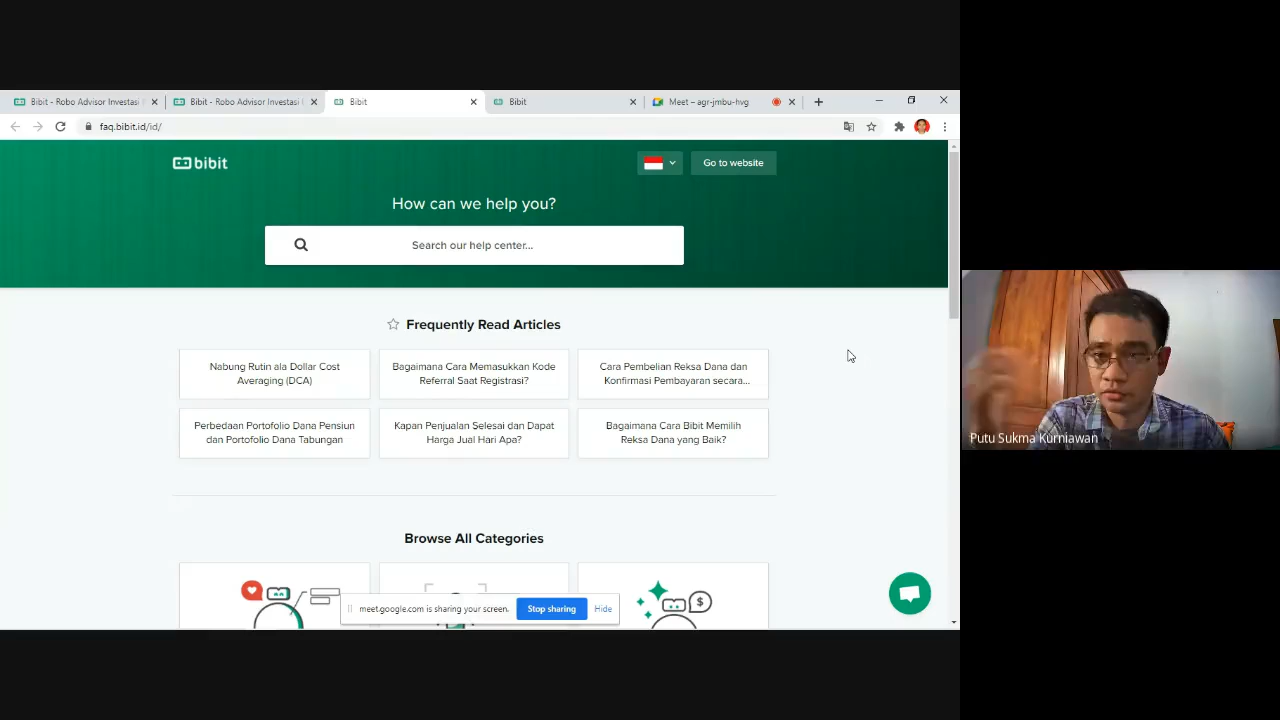 Bibit - Robo Advisor Investasi
Bibit - Robo Advisor Investasi
Bibit
Bibit
Meet – agr-jmbu-hvg
faq.bibit.id/id/
bibit
Go to website
How can we help you?
Search our help center...
Frequently Read Articles
Nabung Rutin ala Dollar Cost
Averaging (DCA)
Bagaimana Cara Memasukkan Kode
Referral Saat Registrasi?
Cara Pembelian Reksa Dana dan
Konfirmasi Pembayaran secara...
Perbedaan Portofolio Dana Pensiun
dan Portofolio Dana Tabungan
Kapan Penjualan Selesai dan Dapat
Harga Jual Hari Apa?
Bagaimana Cara Bibit Memilih
Reksa Dana yang Baik?
Browse All Categories
$
meet.google.com is sharing your screen.
Stop sharing
Hide
Putu Sukma Kurniawan